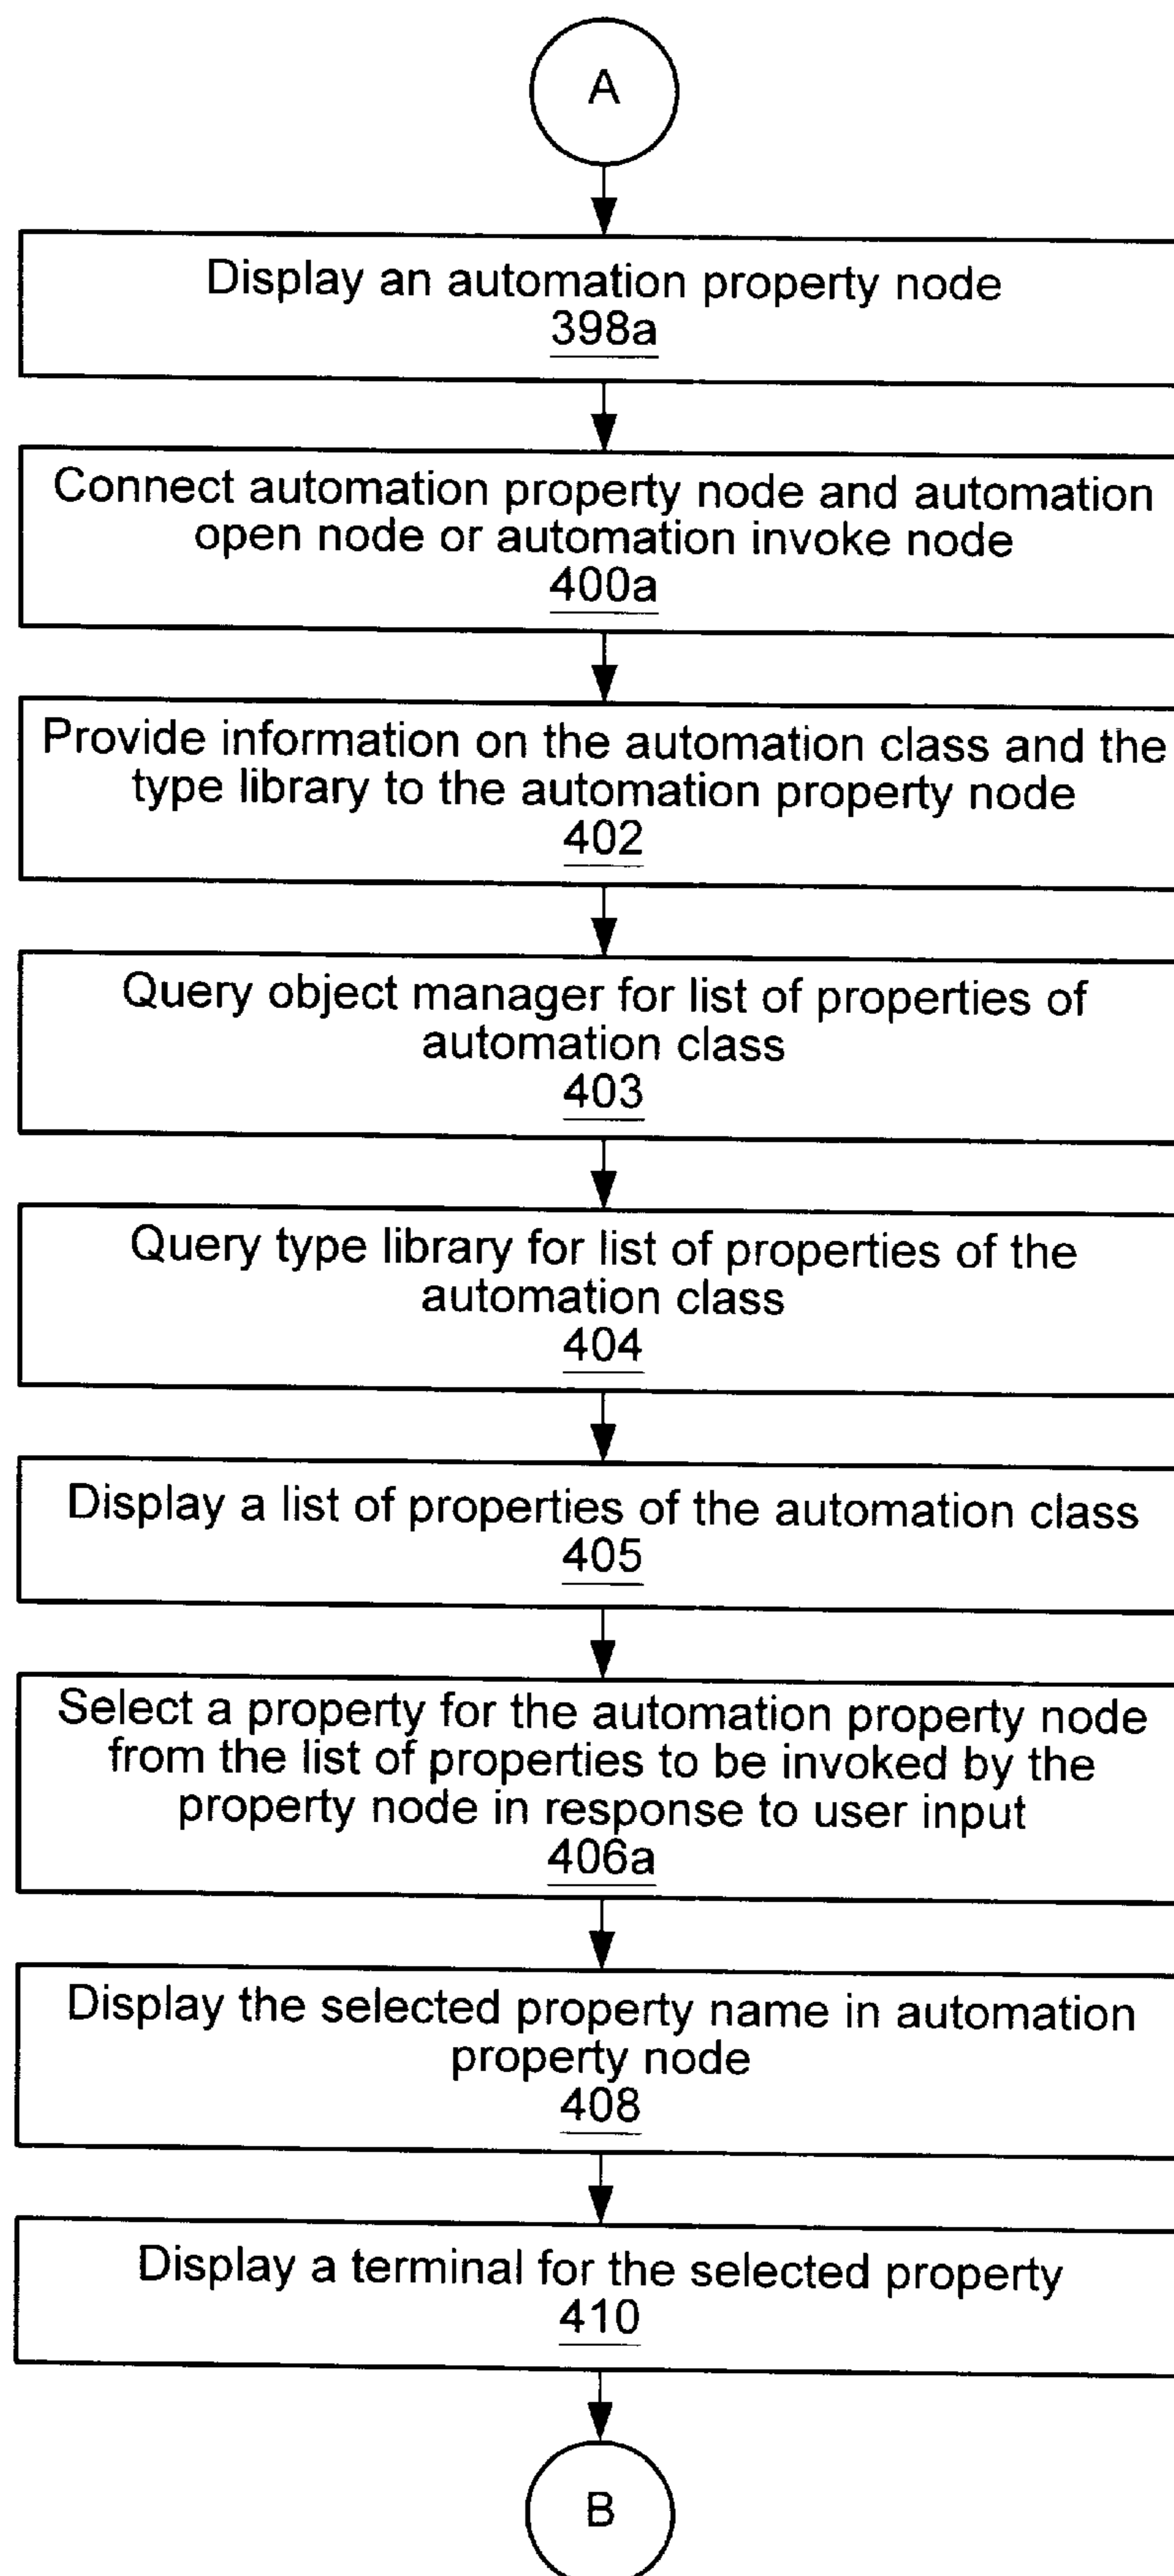 A
Display an automation property node
398a
Connect automation property node and automation
open node or automation invoke node
400a
Provide information on the automation class and the
type library to the automation property node
402
Query object manager for list of properties of
automation class
403
Query type library for list of properties of the
automation class
404
Display a list of properties of the automation class
405
Select a property for the automation property node
from the list of properties to be invoked by the
property node in response to user input
406a
Display the selected property name in automation
property node
408
Display a terminal for the selected property
410
B